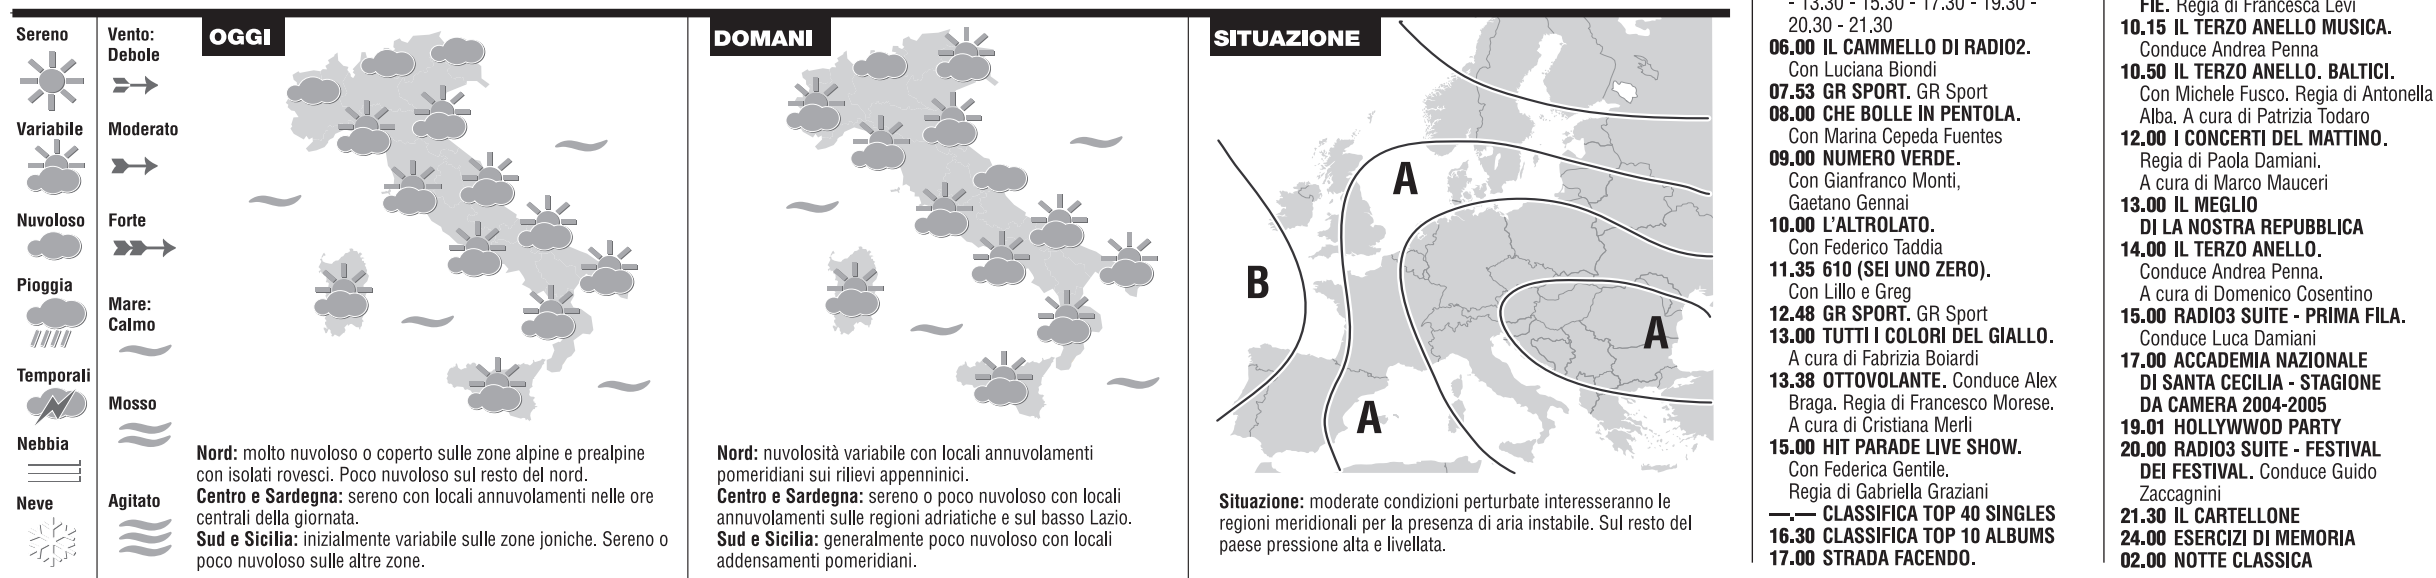 Sereno
Variabile
Nuvoloso
Pioggia
Temporali
Nebbia
Neve
Vento:
Debole
Moderato
Forte
Mare:
Calmo
Mosso
Agitato
OGGI
Nord: molto nuvoloso o coperto sulle zone alpine e prealpine
con isolati rovesci. Poco nuvoloso sul resto del nord.
Centro e Sardegna: sereno con locali annuvolamenti nelle ore
centrali della giornata.
Sud e Sicilia: inizialmente variabile sulle zone joniche. Sereno o
poco nuvoloso sulle altre zone.
DOMANI
Nord: nuvolosità variabile con locali annuvolamenti
pomeridiani sui rilievi appenninici.
Centro e Sardegna: sereno o poco nuvoloso con locali
annuvolamenti sulle regioni adriatiche e sul basso Lazio.
Sud e Sicilia: generalmente poco nuvoloso con locali
addensamenti pomeridiani.
SITUAZIONE
A
B
A
A
Situazione: moderate condizioni perturbate interesseranno le
regioni meridionali per la presenza di aria instabile. Sul resto del
paese pressione alta e livellata.
- 13.30 - 15.30 - 17.30 - 19.30 -
20.30 - 21.30
06.00 IL CAMMELLO DI RADIO2.
Con Luciana Biondi
07.53 GR SPORT. GR Sport
08.00 CHE BOLLE IN PENTOLA.
Con Marina Cepeda Fuentes
09.00 NUMERO VERDE.
Con Gianfranco Monti,
Gaetano Gennai
10.00 L'ALTROLATO.
Con Federico Taddia
11.35 610 (SEI UNO ZERO).
Con Lillo e Greg
12.48 GR SPORT. GR Sport
13.00 TUTTI I COLORI DEL GIALLO.
A cura di Fabrizia Boiardi
13.38 OTTOVOLANTE. Conduce Alex
Braga. Regia di Francesco Morese.
A cura di Cristiana Merli
15.00 HIT PARADE LIVE SHOW.
Con Federica Gentile.
Regia di Gabriella Graziani
—.— CLASSIFICA TOP 40 SINGLES
16.30 CLASSIFICA TOP 10 ALBUMS
17.00 STRADA FACENDO.
FIE. Regia di Francesca Levi
10.15 IL TERZO ANELLO MUSICA.
Conduce Andrea Penna
10.50 IL TERZO ANELLO. BALTICI.
Con Michele Fusco. Regia di Antonella
Alba. A cura di Patrizia Todaro
12.00 I CONCERTI DEL MATTINO.
Regia di Paola Damiani.
A cura di Marco Mauceri
13.00 IL MEGLIO
DI LA NOSTRA REPUBBLICA
14.00 IL TERZO ANELLO.
Conduce Andrea Penna.
A cura di Domenico Cosentino
15.00 RADIO3 SUITE - PRIMA FILA.
Conduce Luca Damiani
17.00 ACCADEMIA NAZIONALE
DI SANTA CECILIA - STAGIONE
DA CAMERA 2004-2005
19.01 HOLLYWWOD PARTY
20.00 RADIO3 SUITE - FESTIVAL
DEI FESTIVAL. Conduce Guido
Zaccagnini
21.30 IL CARTELLONE
24.00 ESERCIZI DI MEMORIA
02.00 NOTTE CLASSICA